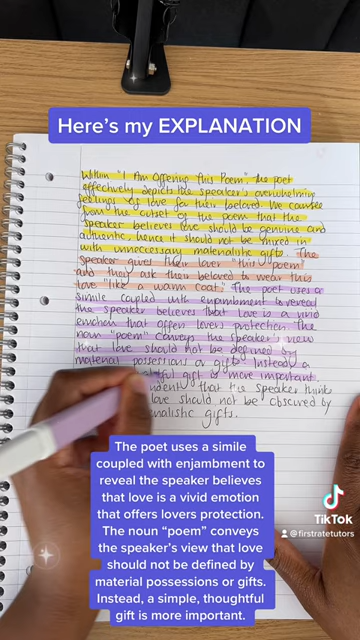 Here's my EXPLANATION
Within "I Am Offering this Poem", the poet
effectively depicts the speaker's overwhelming
feelings of love for their beloved. We can see
from the outset of the poem that the
speaker believes love should be genuine and
authentic, hence it should not be mixed in
with unnecessary materialistic gifts. The
speaker gives their lover "this poem"
and they ask their beloved to wear this
love "like a warm coat." The poet uses a
simile coupled with enjambment to reveal
the speaker believes that love is a vivid
emotion that offers lovers protection. The
noun "poem" conveys the speaker's view
that love should not be defined by
material possessions or gifts. Instead a
gift is more important.
that the speaker thinks
love should not be obscured by
gifts.
The poet uses a simile
coupled with enjambment to
reveal the speaker believes
that love is a vivid emotion
that offers lovers protection.
The noun “poem” conveys
the speaker's view that love
should not be defined by
material possessions or gifts.
Instead, a simple, thoughtful
gift is more important.
TikTok
@firstratetutors